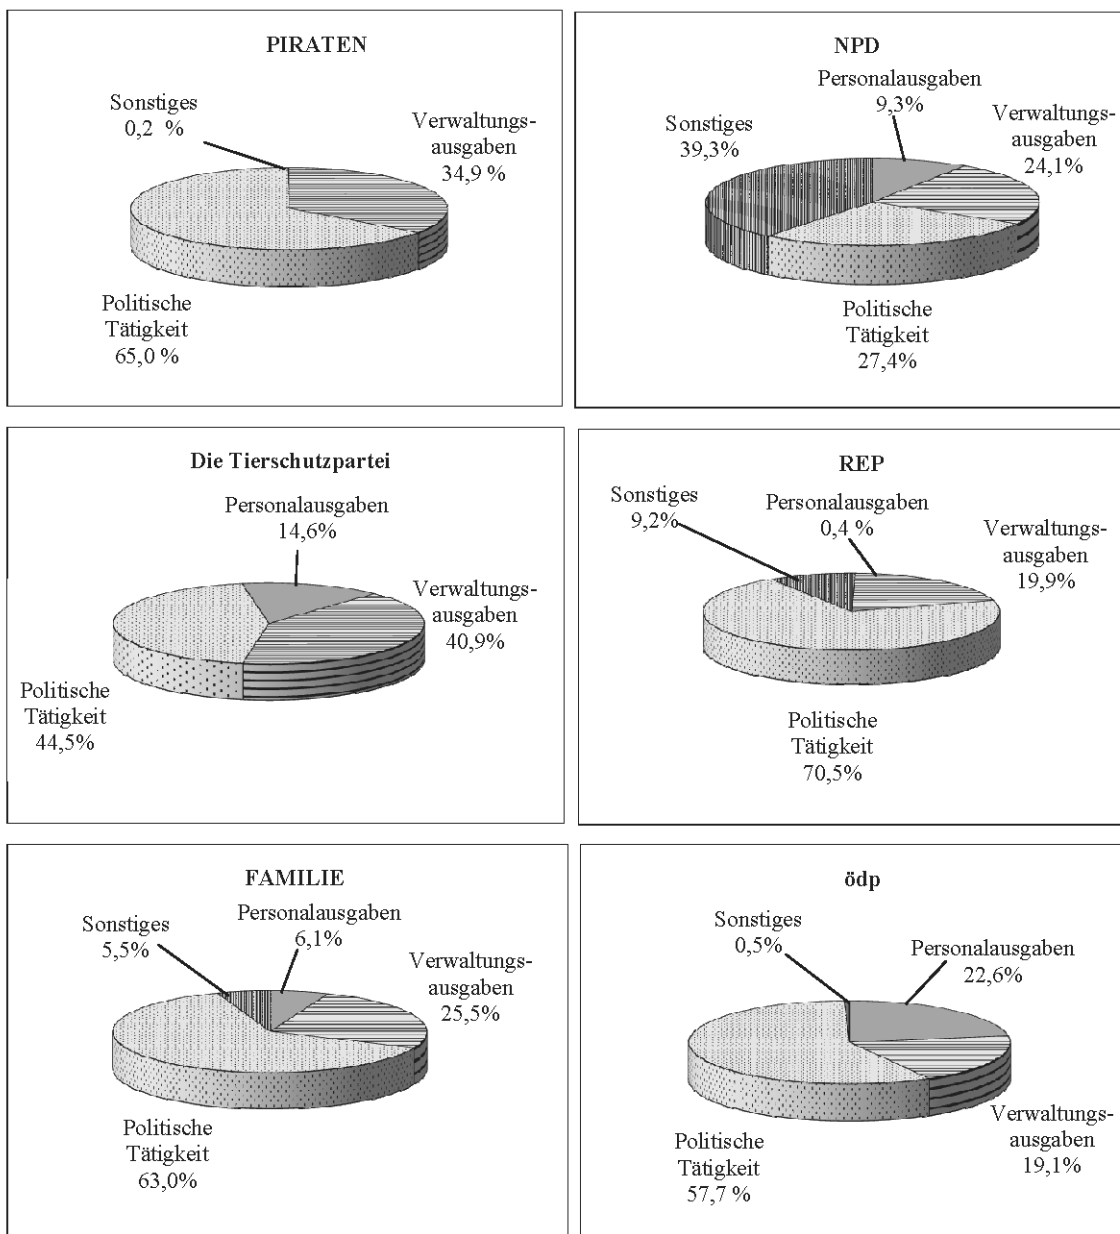 PIRATEN
Sonstiges
0,2 %
Verwaltungs-
ausgaben
34,9 %
Politische
Tätigkeit
65,0 %
NPD
Personalausgaben
9,3%
Sonstiges
39,3%
Verwaltungs-
ausgaben
24,1%
Politische
Tätigkeit
27,4%
Die Tierschutzpartei
Personalausgaben
14,6%
Verwaltungs-
ausgaben
40,9%
Politische
Tätigkeit
44,5%
REP
Sonstiges
9,2%
Personalausgaben
0,4 %
Verwaltungs-
ausgaben
19,9%
Politische
Tätigkeit
70,5%
FAMILIE
Sonstiges
5,5%
Personalausgaben
6,1%
Verwaltungs-
ausgaben
25,5%
Politische
Tätigkeit
63,0%
ödp
Sonstiges
0,5%
Personalausgaben
22,6%
Verwaltungs-
ausgaben
19,1%
Politische
Tätigkeit
57,7 %